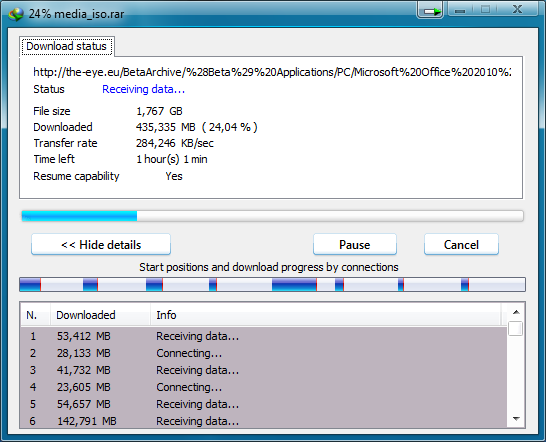 24% media_iso.rar
Download status
http://the-eye.eu/BetaArchive/%28Beta%29%20Applications/PC/Microsoft%20Office%202010%2
Status Receiving data...
File size 1,767 GB
Downloaded 435,335 MB ( 24,04 % )
Transfer rate 284,246 KB/sec
Time left 1 hour(s) 1 min
Resume capability Yes
<< Hide details Pause Cancel
Start positions and download progress by connections
N. Downloaded Info
1 53,412 MB Receiving data...
2 28,133 MB Connecting...
3 41,732 MB Receiving data...
4 23,605 MB Connecting...
5 54,657 MB Receiving data...
6 142,791 MB Receiving data...